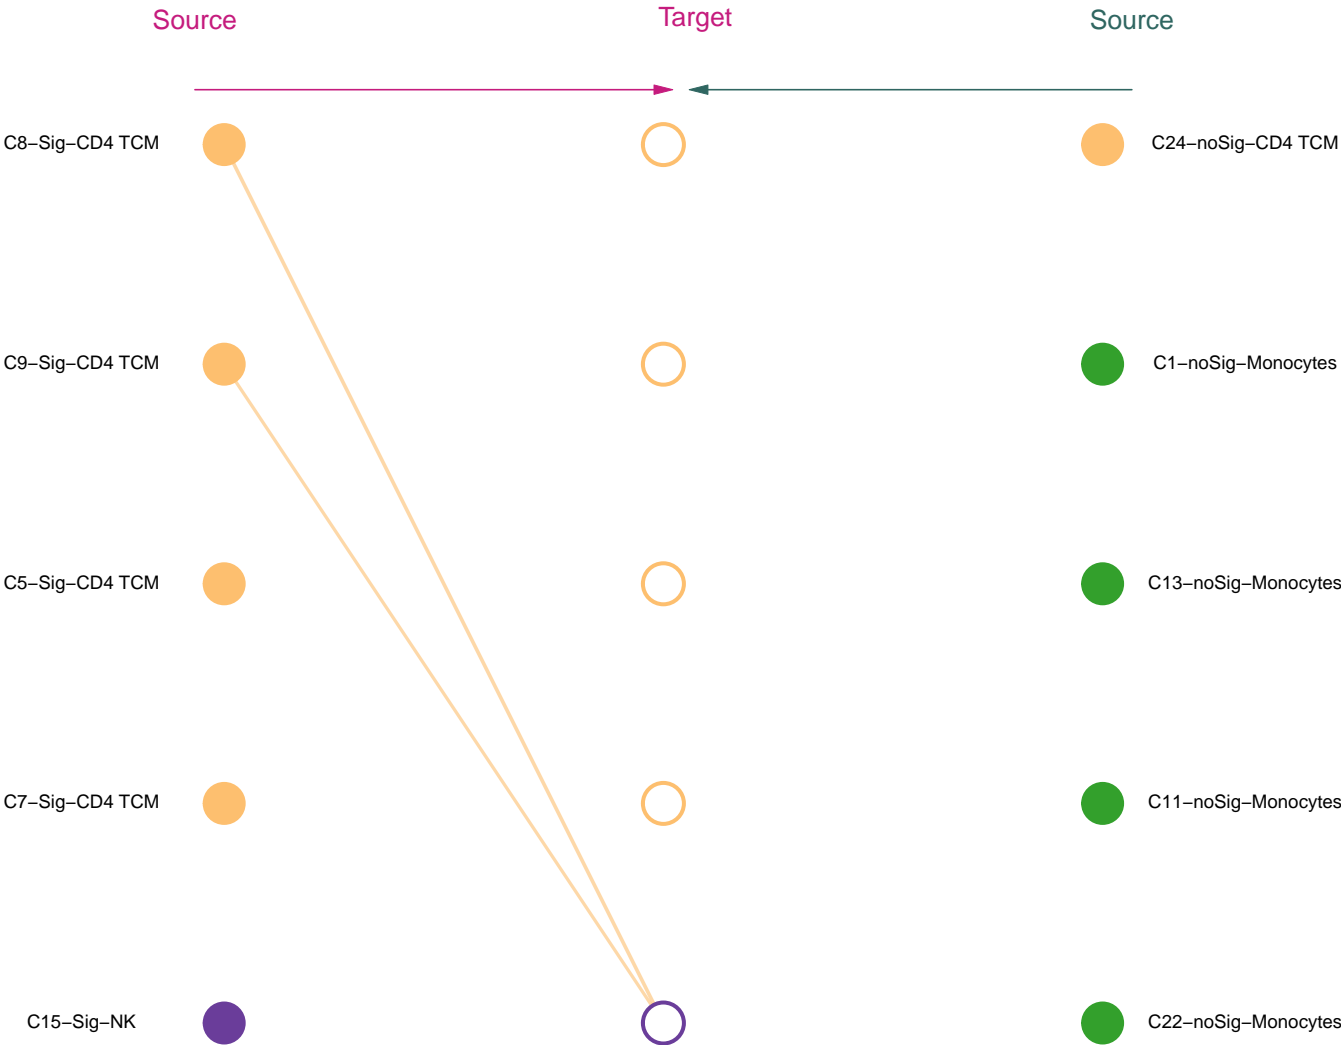 Source Target Source
C8−Sig−CD4 TCM C24−noSig−CD4 TCM
C9−Sig−CD4 TCM C1−noSig−Monocytes
C5−Sig−CD4 TCM C13−noSig−Monocytes
C7−Sig−CD4 TCM C11−noSig−Monocytes
C15−Sig−NK C22−noSig−Monocytes